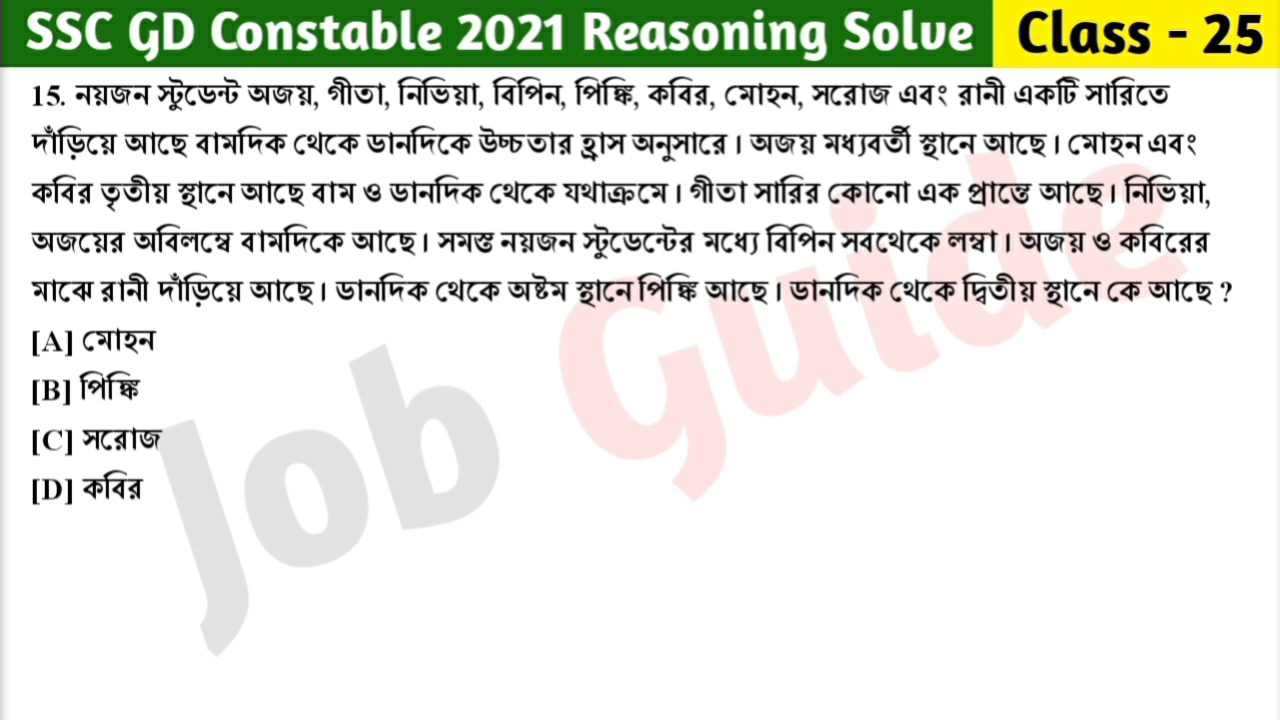 SSC GD Constable 2021 Reasoning Solve Class - 25
15. নয়জন স্টুডেন্ট অজয়, গীতা, নিভিয়া, বিপিন, পিঙ্কি, কবির, মোহন, সরোজ এবং রানী একটি সারিতে
দাঁড়িয়ে আছে বামদিক থেকে ডানদিকে উচ্চতার হ্রাস অনুসারে। অজয় মধ্যবর্তী স্থানে আছে। মোহন এবং
কবির তৃতীয় স্থানে আছে বাম ও ডানদিক থেকে যথাক্রমে। গীতা সারির কোনো এক প্রান্তে আছে। নিভিয়া,
অজয়ের অবিলম্বে বামদিকে আছে। সমস্ত নয়জন স্টুডেন্টের মধ্যে বিপিন সবথেকে লম্বা। অজয় ও কবিরের
মাঝে রানী দাঁড়িয়ে আছে। ডানদিক থেকে অষ্টম স্থানে পিঙ্কি আছে। ডানদিক থেকে দ্বিতীয় স্থানে কে আছে ?
[A] মোহন
[B] পিঙ্কি
[C] সরোজ
[D] কবির
Job Guide